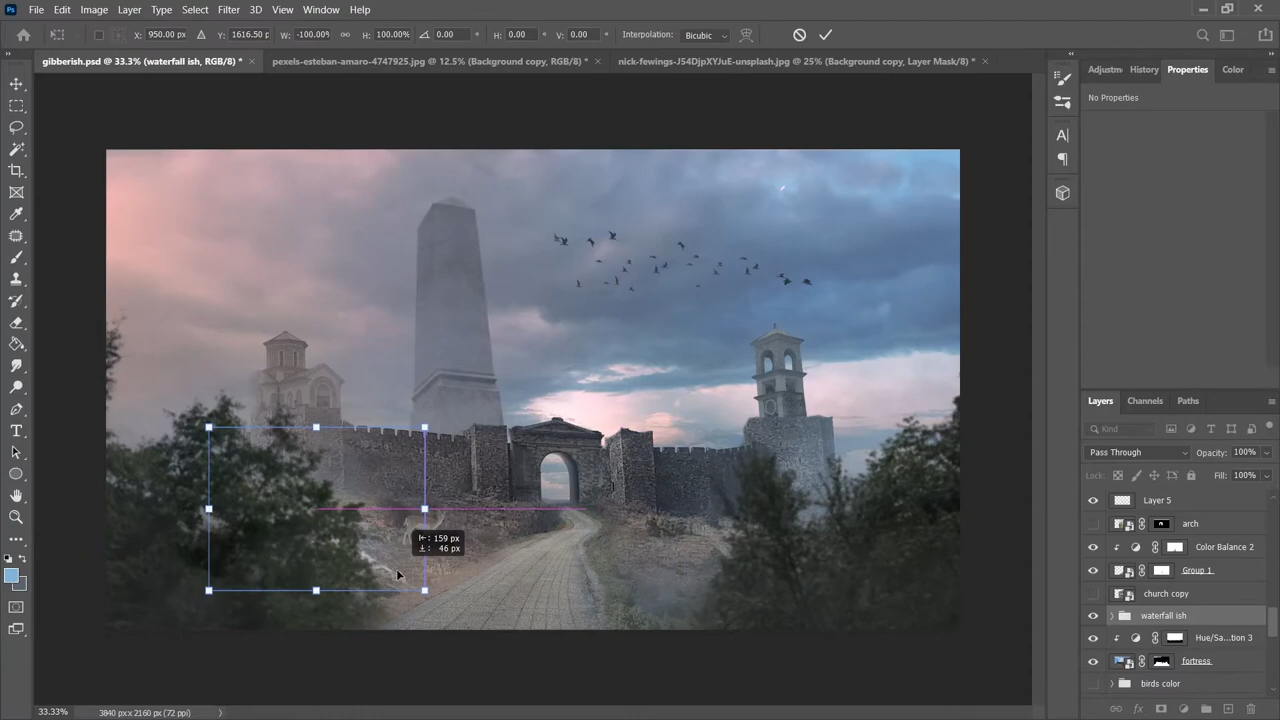 Ps File Edit Image Layer Type Select Filter 3D View Window Help
X: 950.00 px Y: 1616.50 p W: -100.00% H: 100.00% 0.00 ° H: 0.00 ° V: 0.00 ° Interpolation: Bicubic
gibberish.psd @ 33.3% (waterfall ish, RGB/8) * × pexels-esteban-amaro-4747925.jpg @ 12.5% (Background copy, RGB/8) * × nick-fewings-J54DjpXYJuE-unsplash.jpg @ 25% (Background copy, Layer Mask/8) * ×
Adjustm History Properties Color
No Properties
: 159 px
: 46 px
Layers Channels Paths
Kind
Pass Through Opacity: 100%
Lock: Fill: 100%
Layer 5
arch
Color Balance 2
Group 1
church copy
waterfall ish
Hue/Sa...tion 3
fortress
birds color
33.33% 3840 px x 2160 px (72 ppi)